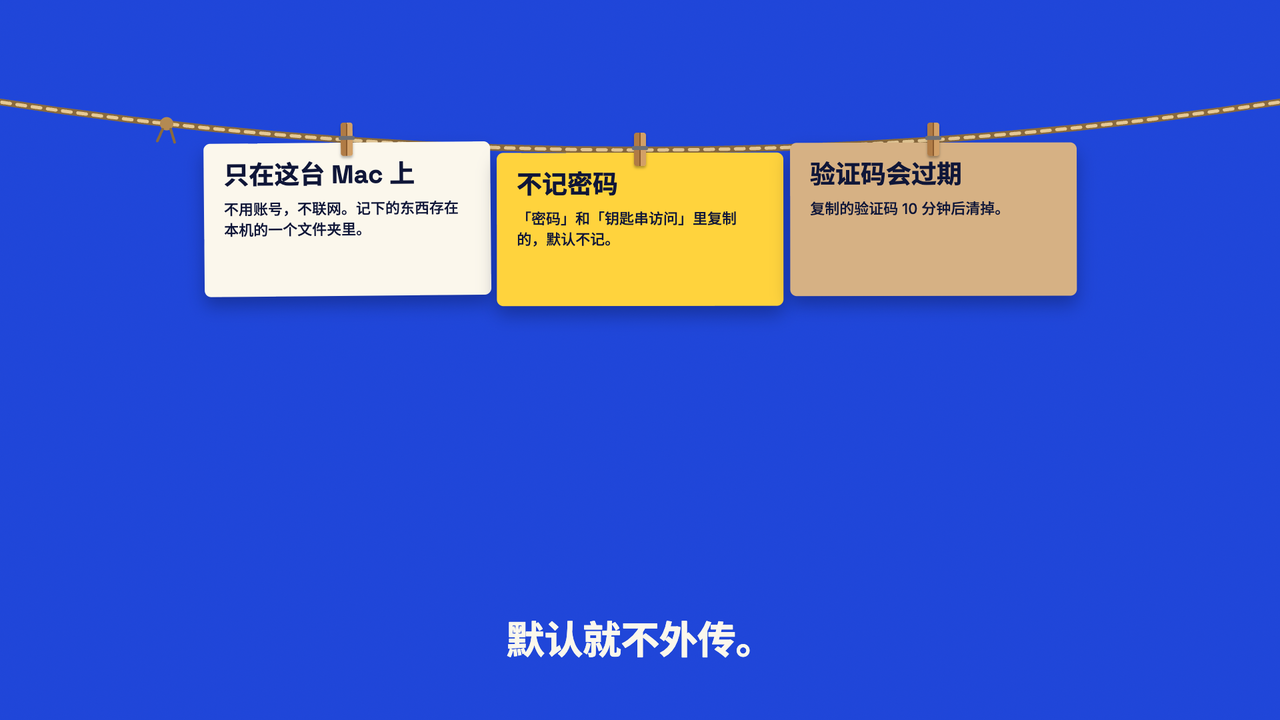 只在这台 Mac 上
不用账号，不联网。记下的东西存在
本机的一个文件夹里。
不记密码
「密码」和「钥匙串访问」里复制
的，默认不记。
验证码会过期
复制的验证码 10 分钟后清掉。
默认就不外传。